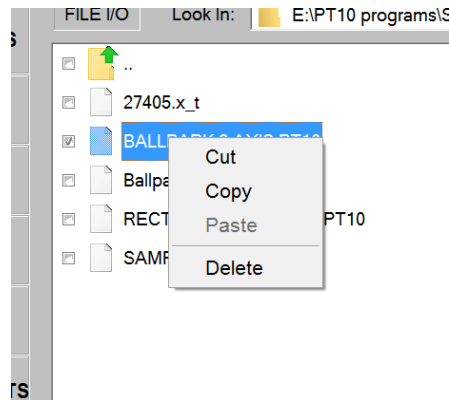 FILE I/O Look In: E:\PT10 programs\S
S
..
27405.x_t
BALLPARK 3 AXIS.PT10
Cut
Ballpa
Copy
RECT PT10
Paste
SAMP
Delete
TS